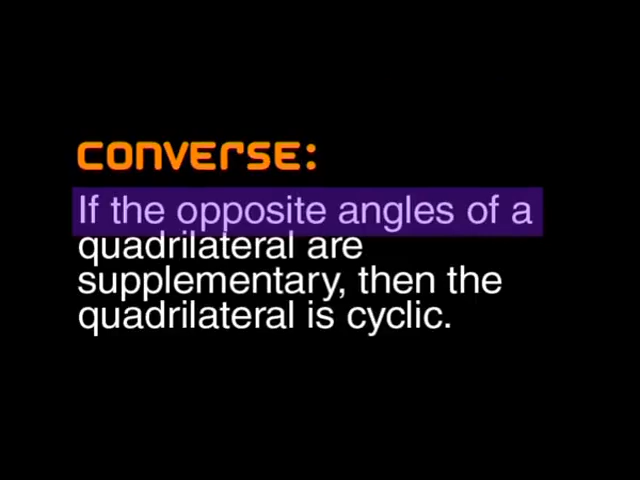 CONVERSE:
If the opposite angles of a
quadrilateral are
supplementary, then the
quadrilateral is cyclic.